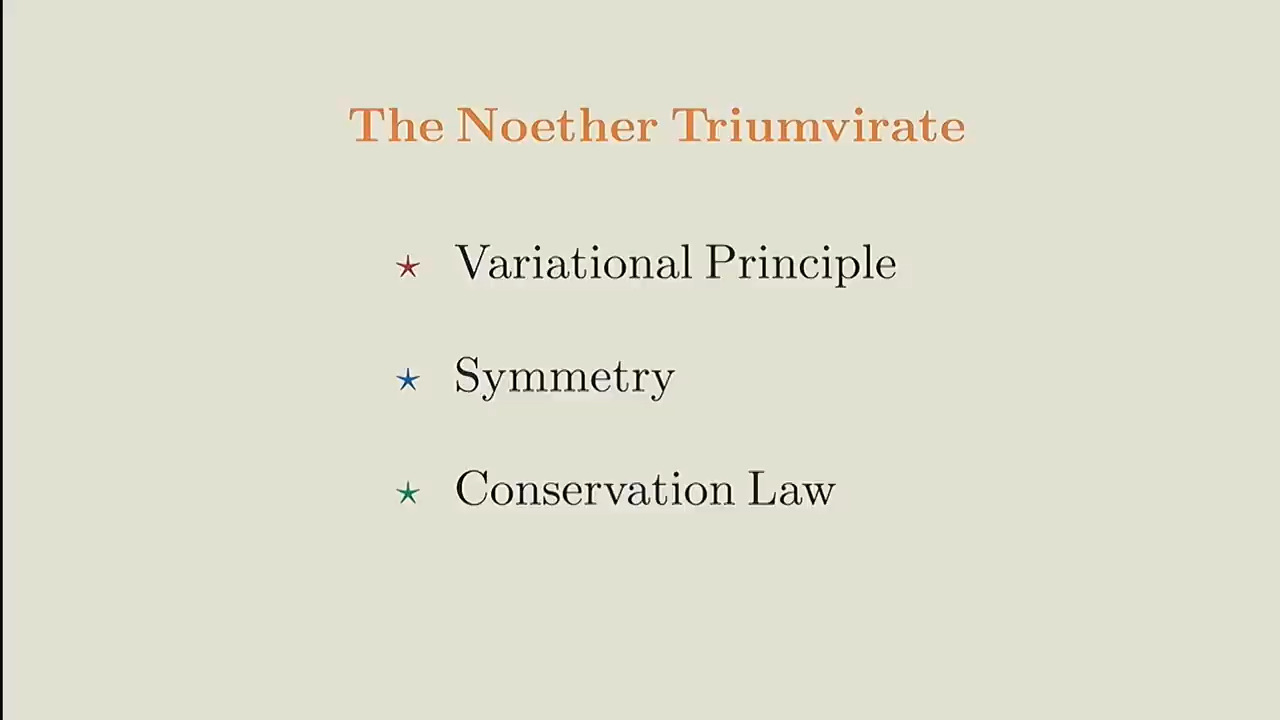 The Noether Triumvirate
Variational Principle
Symmetry
Conservation Law